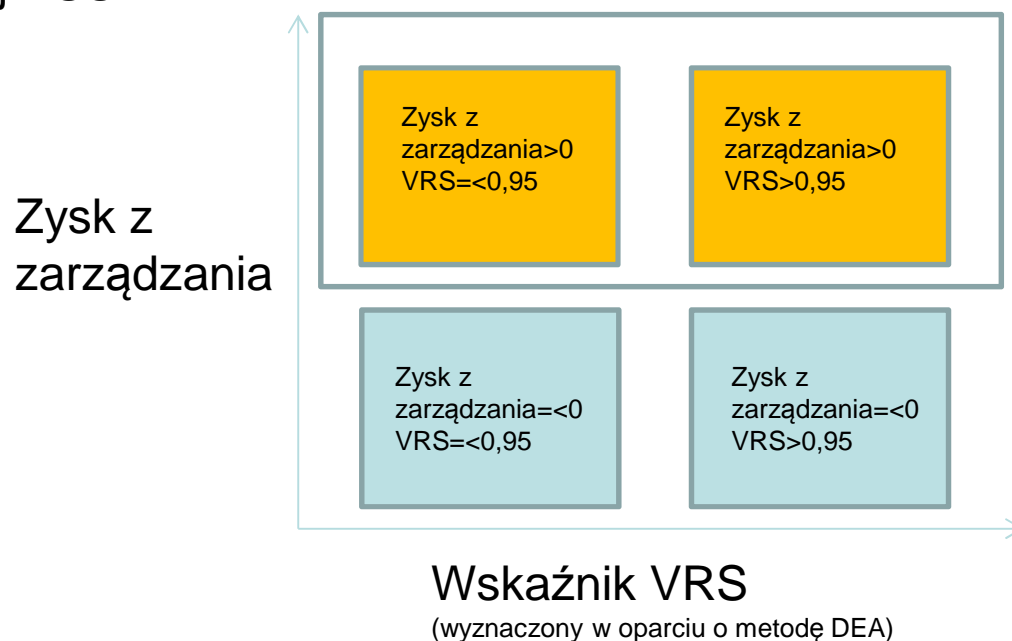 Zysk z
zarządzania>0
VRS=<0,95
Zysk z
zarządzania>0
VRS>0,95
Zysk z
zarządzania
Zysk z
zarządzania=<0
VRS=<0,95
Zysk z
zarządzania=<0
VRS>0,95
Wskaźnik VRS
(wyznaczony w oparciu o metodę DEA)